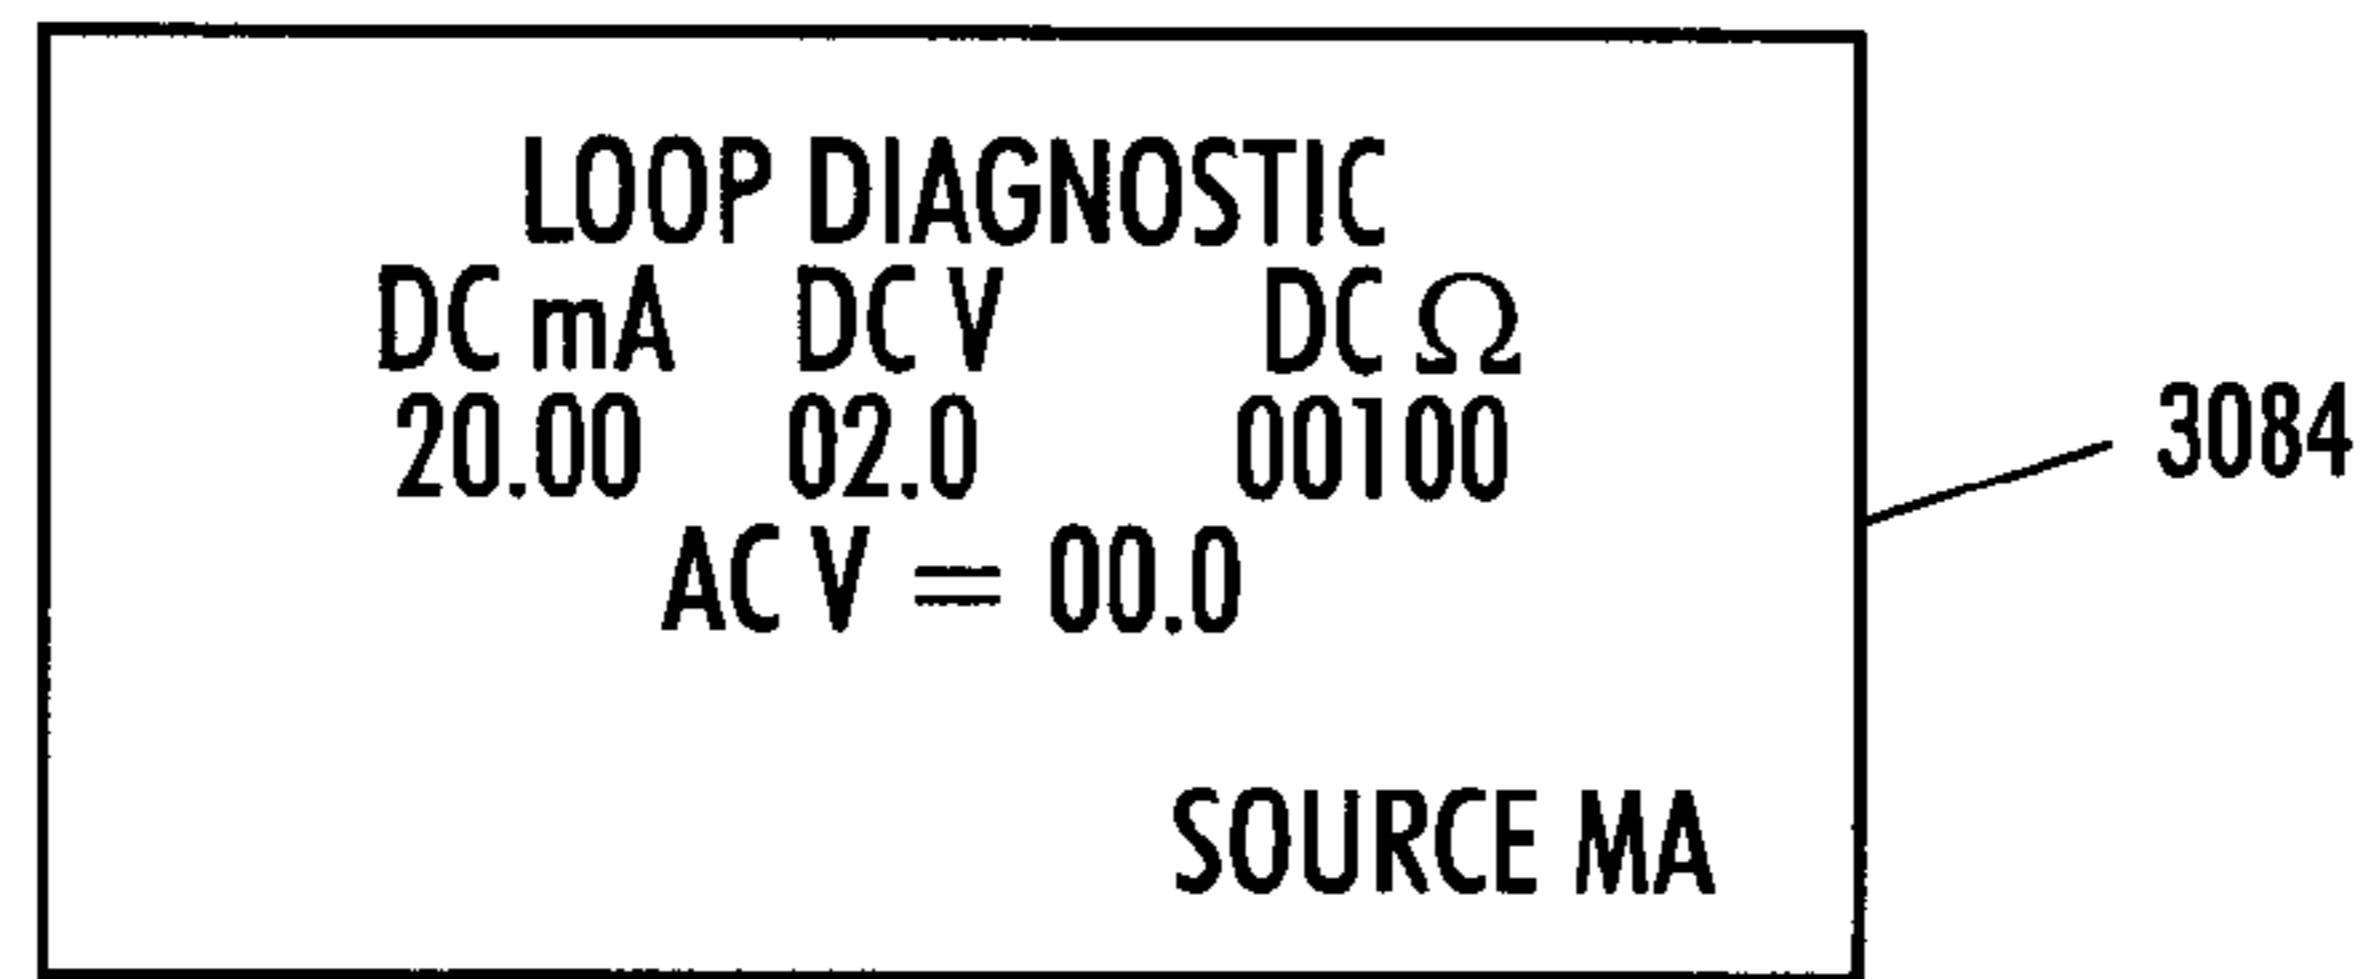 LOOP DIAGNOSTIC
DC mA DC V DC Ω
20.00 02.0 00100
AC V = 00.0
SOURCE MA
3084